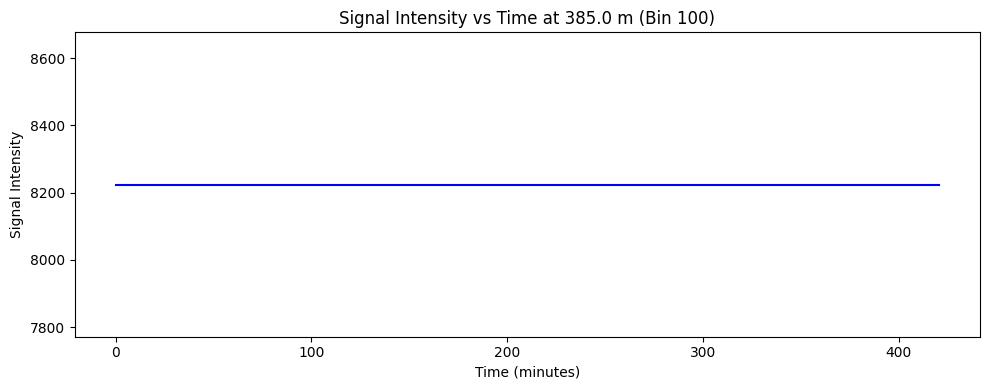 Signal Intensity vs Time at 385.0 m (Bin 100)
8600
8400
8200
8000
7800
Signal Intensity
0 100 200 300 400
Time (minutes)